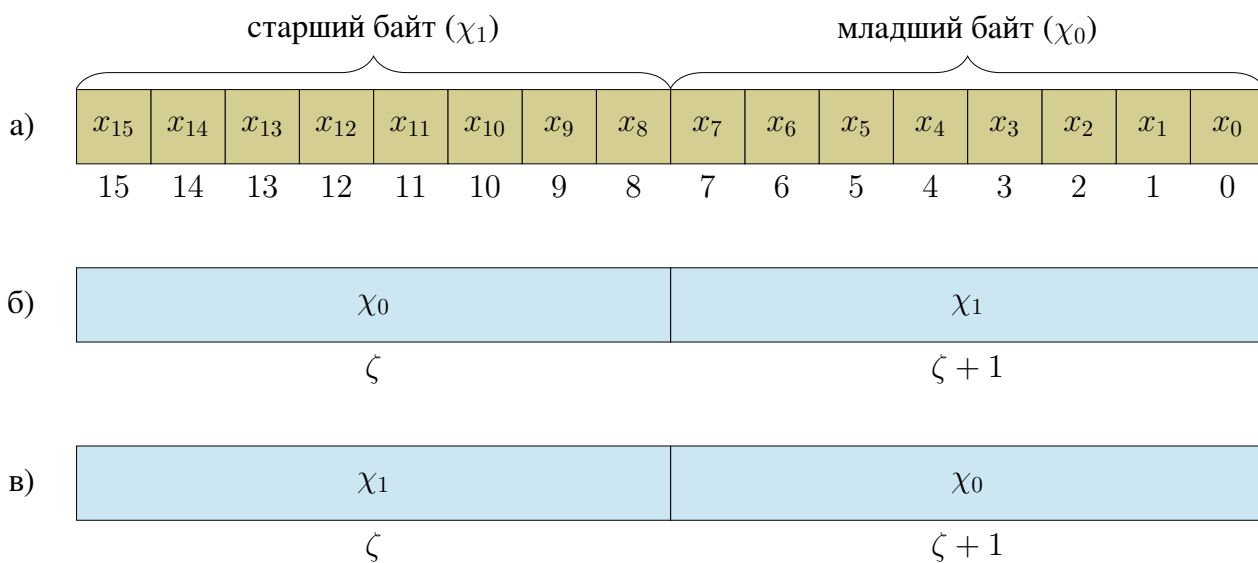 старший байт (χ₁) младший байт (χ₀)
а) x₁₅ x₁₄ x₁₃ x₁₂ x₁₁ x₁₀ x₉ x₈ x₇ x₆ x₅ x₄ x₃ x₂ x₁ x₀
15 14 13 12 11 10 9 8 7 6 5 4 3 2 1 0
б) χ₀ χ₁
ζ ζ + 1
в) χ₁ χ₀
ζ ζ + 1